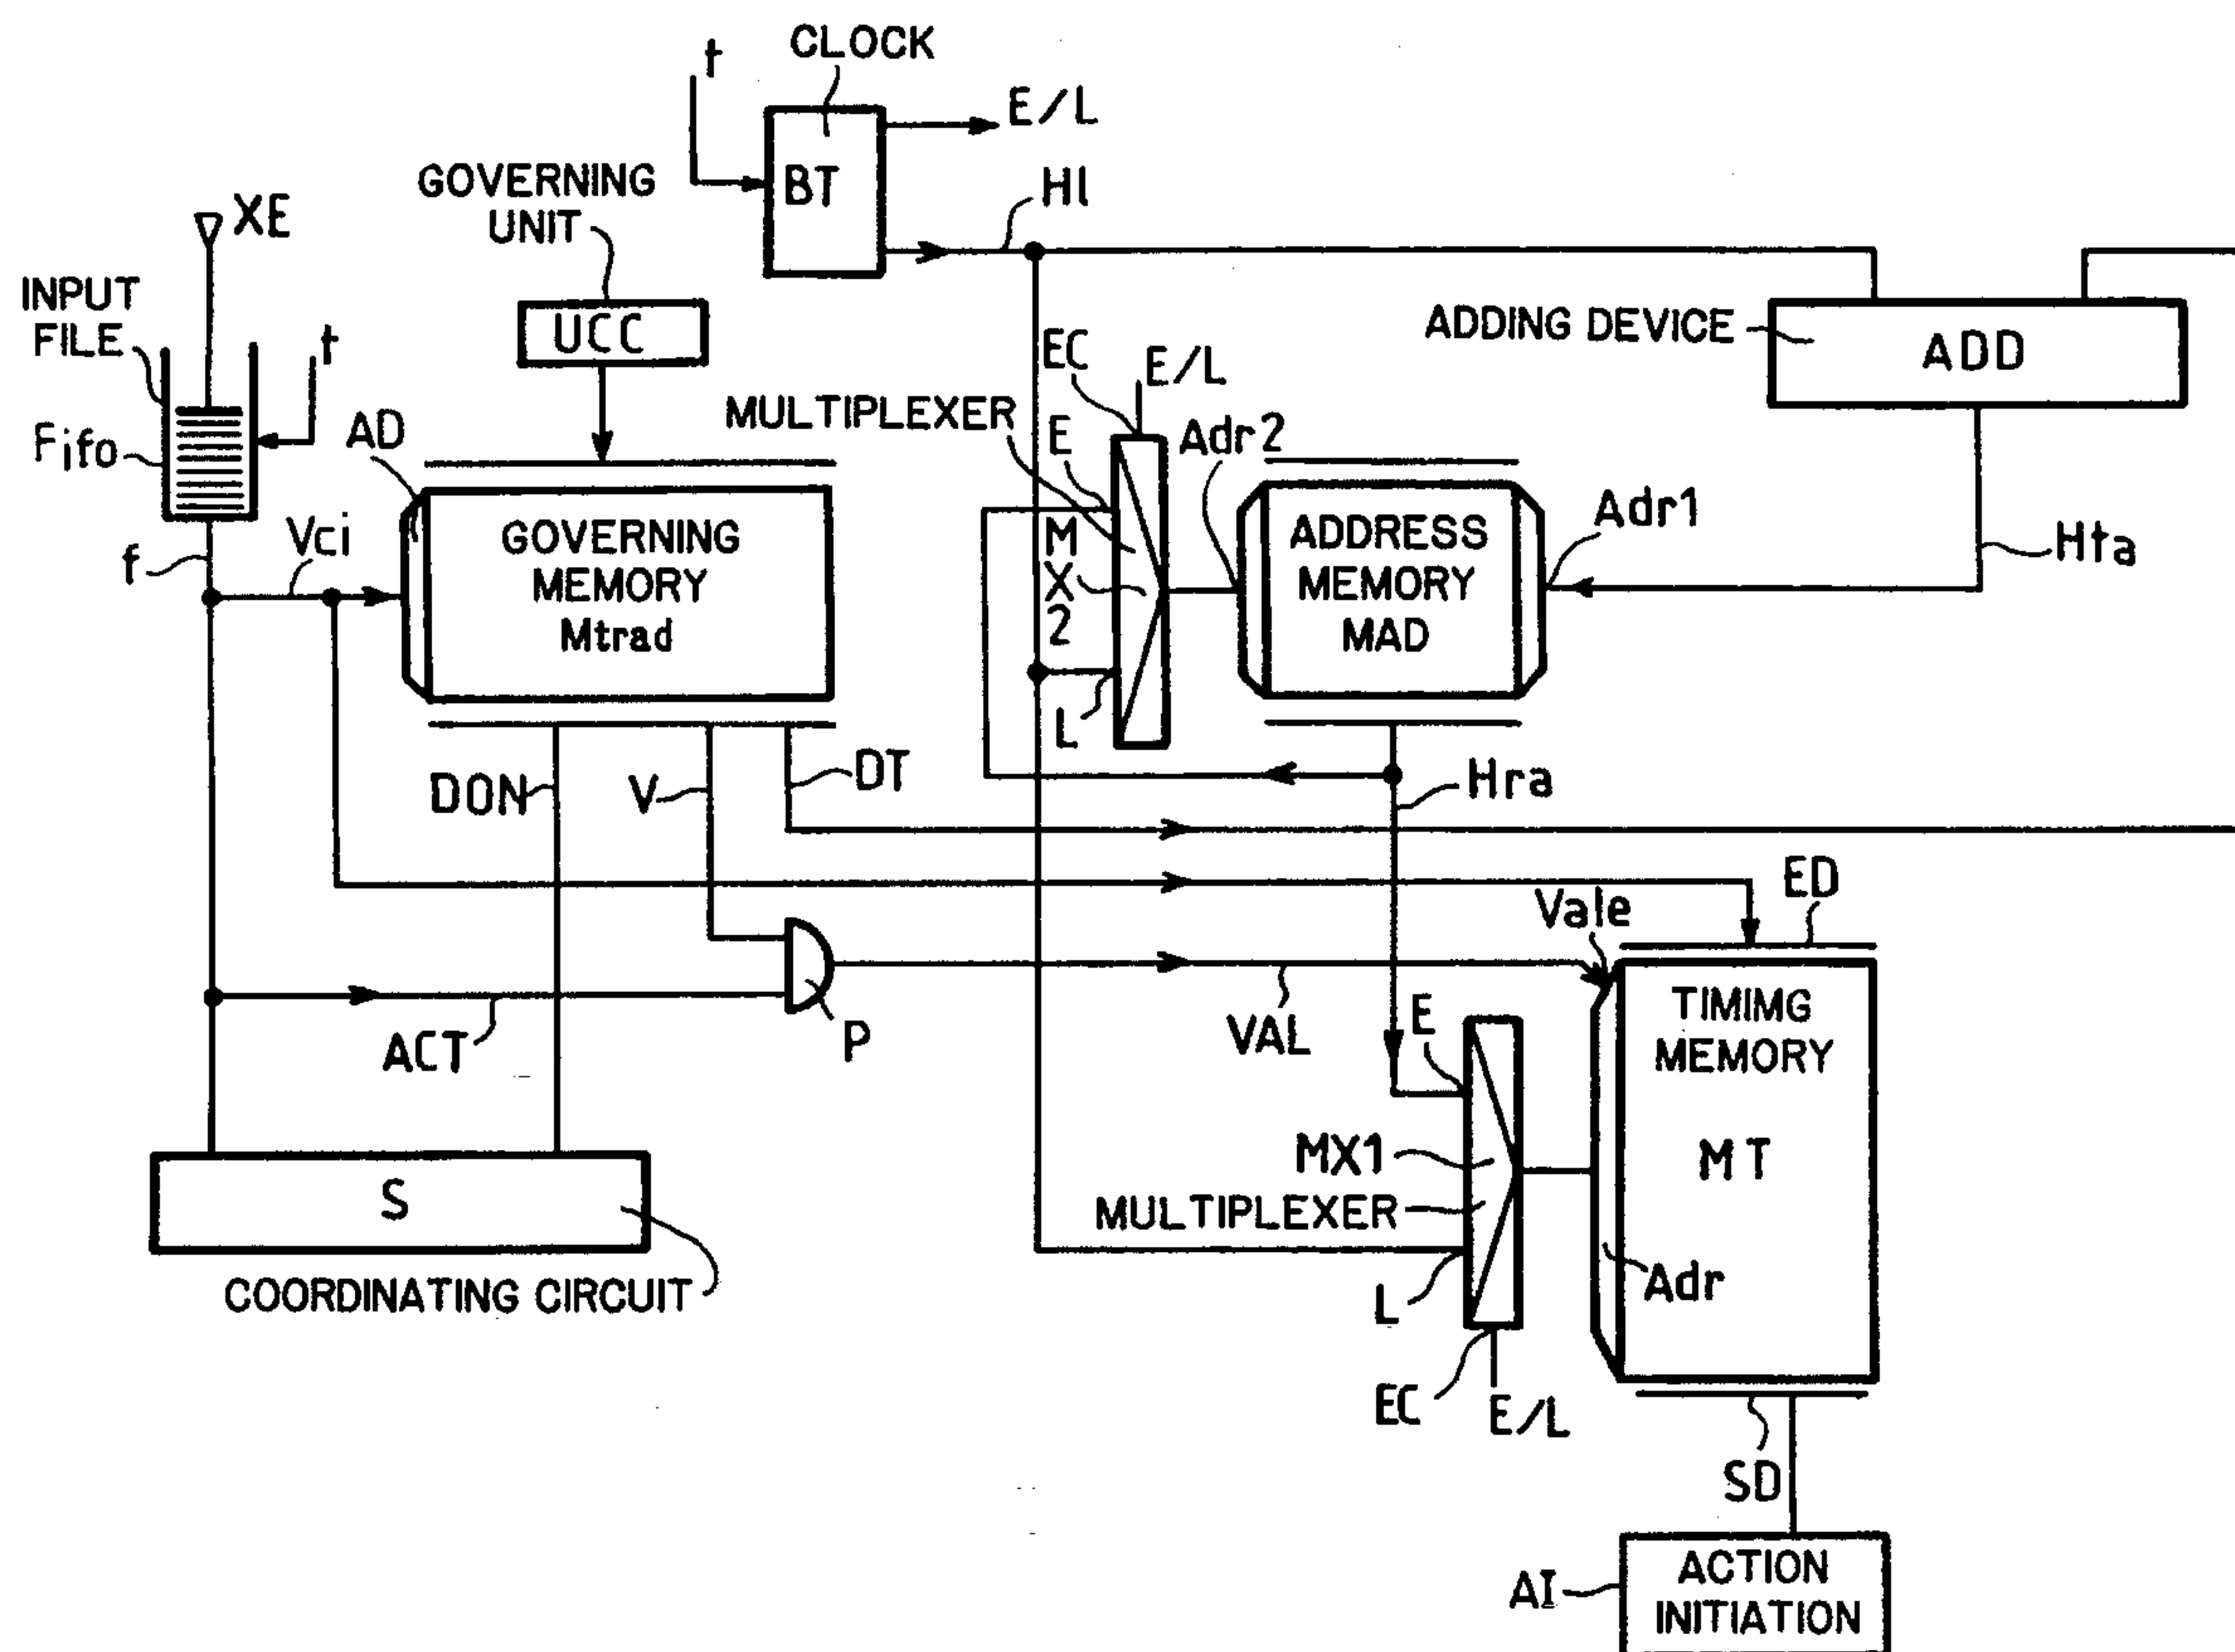 t
CLOCK
E/L
BT
Hl
GOVERNING
UNIT
UCC
XE
INPUT
FILE
t
Fifo
AD
f
Vci
GOVERNING
MEMORY
Mtrad
EC
E/L
MULTIPLEXER
E
Adr2
M
X
2
L
ADDRESS
MEMORY
MAD
Adr1
ADDING DEVICE
ADD
Hta
DON
V
DT
Hra
ED
Vale
VAL
ACT
P
E
TIMIMG
MEMORY
MT
MX1
MULTIPLEXER
S
COORDINATING CIRCUIT
Adr
L
EC
E/L
SD
AI
ACTION
INITIATION